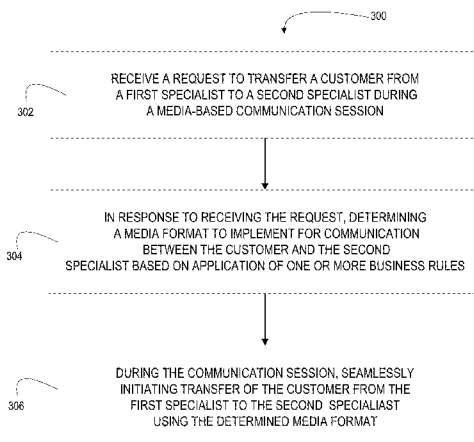 300
RECEIVE A REQUEST TO TRANSFER A CUSTOMER FROM
A FIRST SPECIALIST TO A SECOND SPECIALIST DURING
A MEDIA-BASED COMMUNICATION SESSION
302
IN RESPONSE TO RECEIVING THE REQUEST, DETERMINING
A MEDIA FORMAT TO IMPLEMENT FOR COMMUNICATION
BETWEEN THE CUSTOMER AND THE SECOND
SPECIALIST BASED ON APPLICATION OF ONE OR MORE BUSINESS RULES
304
DURING THE COMMUNICATION SESSION, SEAMLESSLY
INITIATING TRANSFER OF THE CUSTOMER FROM THE
FIRST SPECIALIST TO THE SECOND SPECIALIAST
USING THE DETERMINED MEDIA FORMAT
306